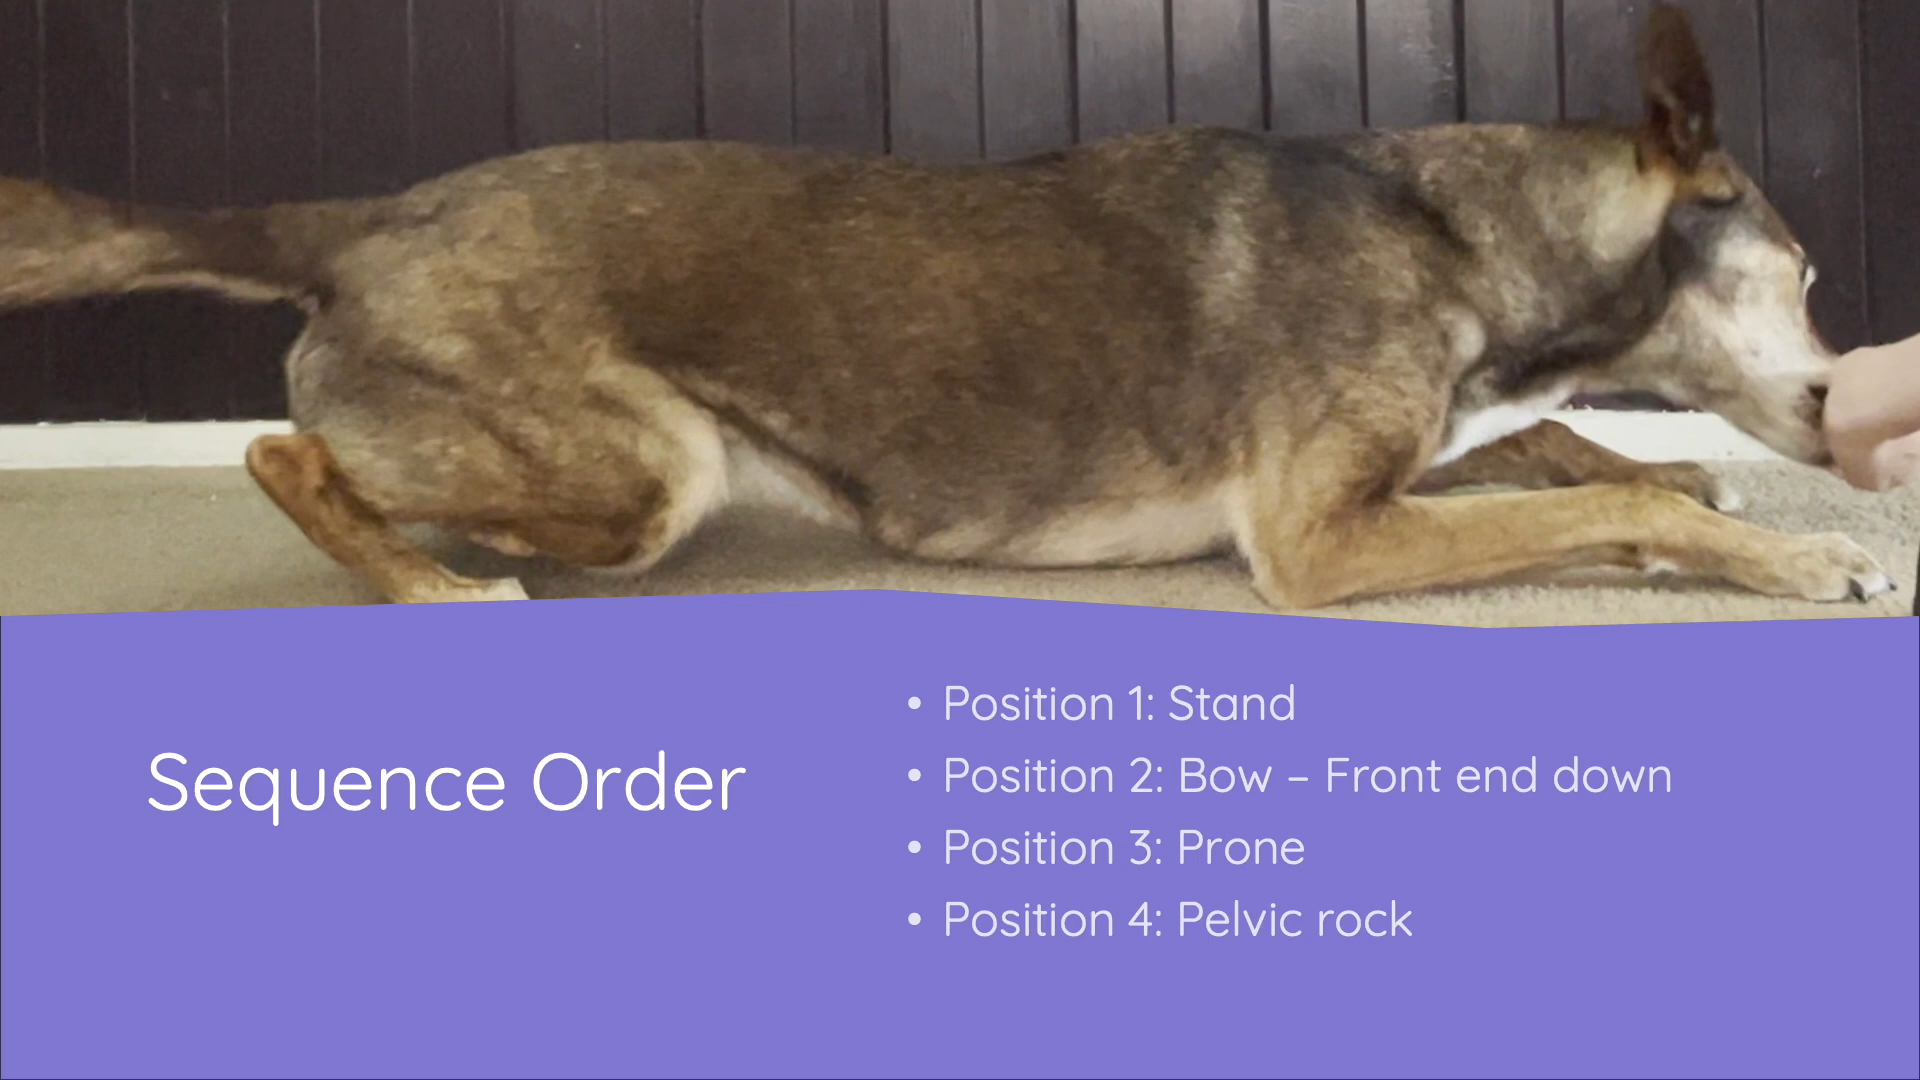 Sequence Order
• Position 1: Stand
• Position 2: Bow – Front end down
• Position 3: Prone
• Position 4: Pelvic rock